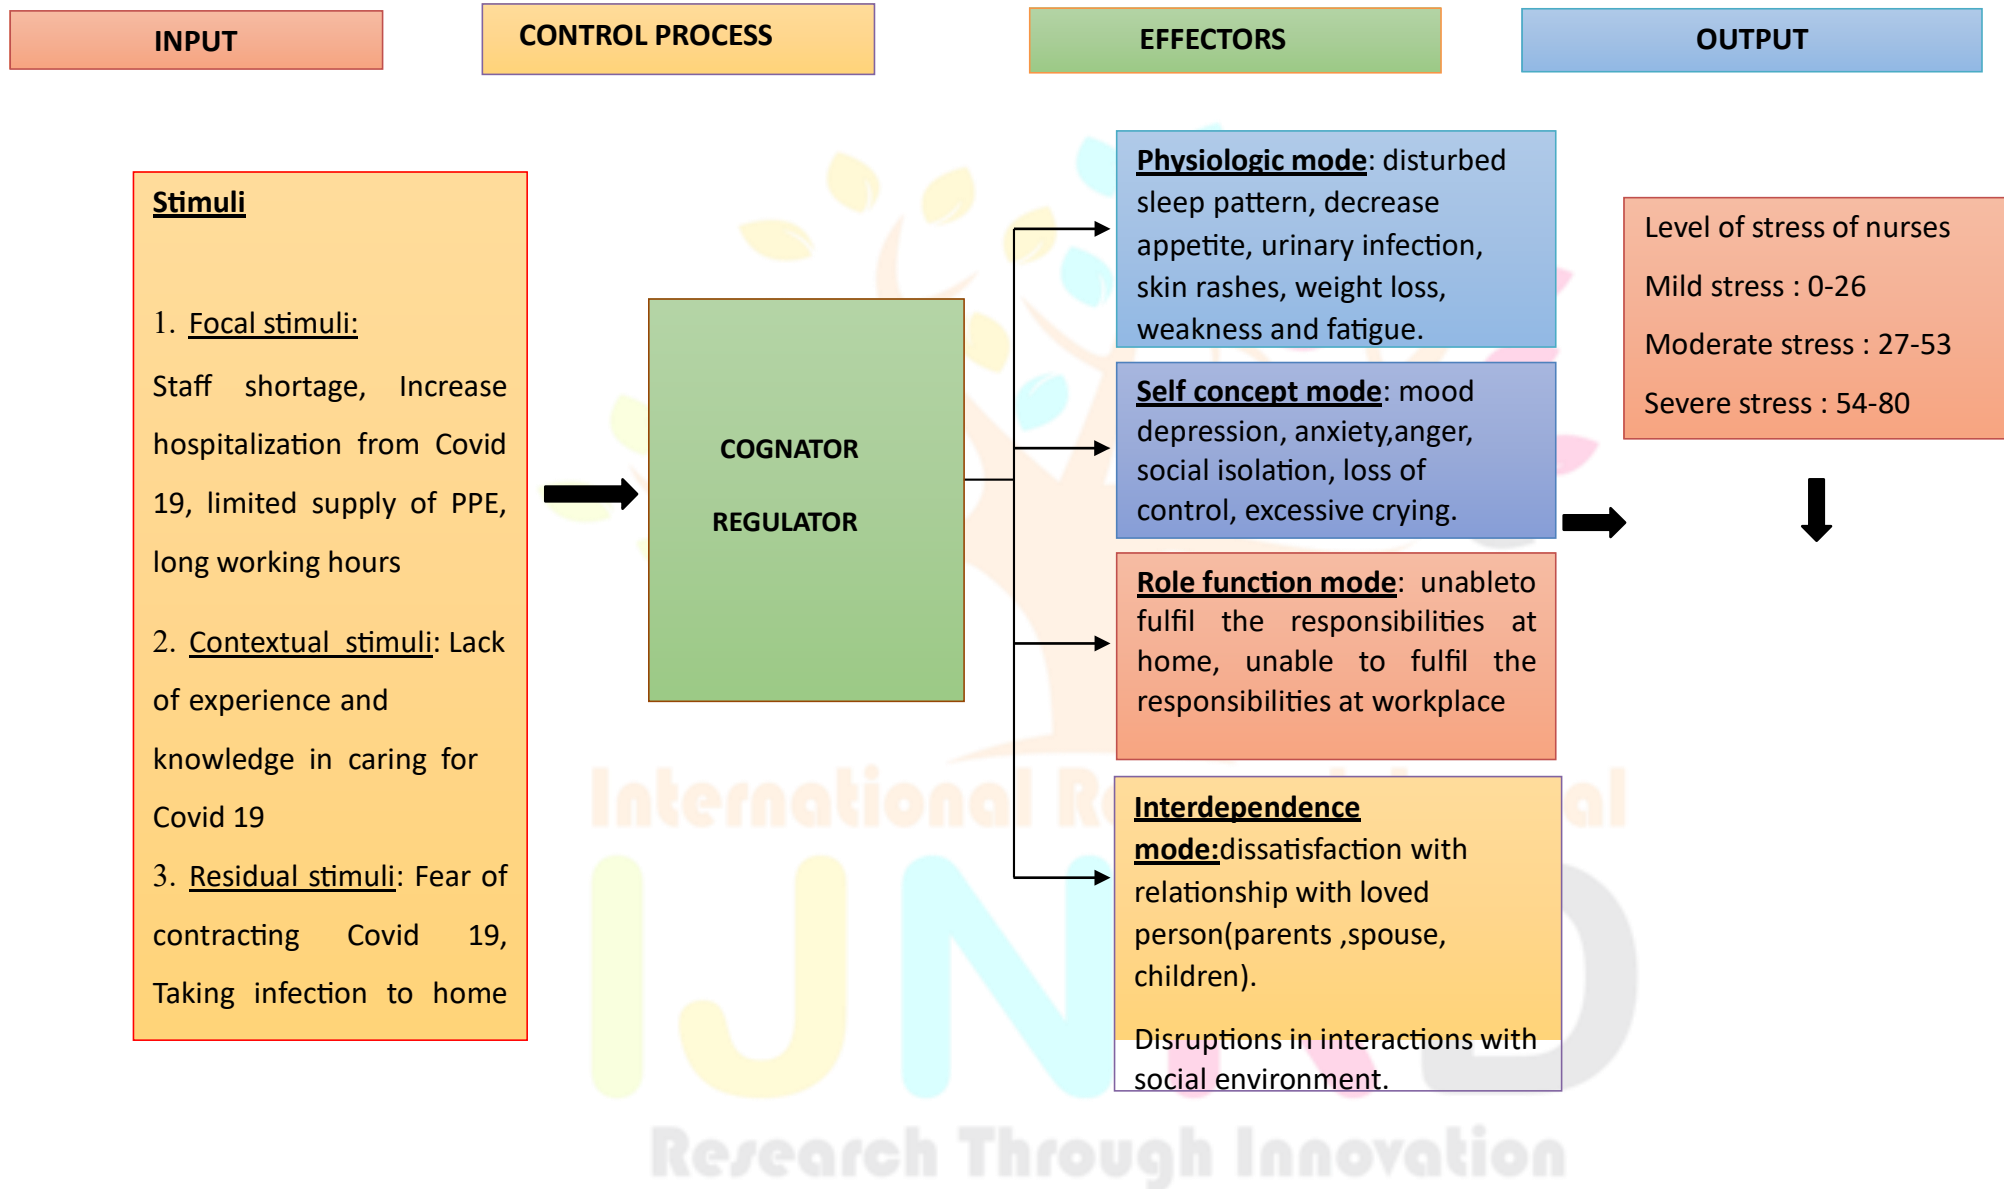 INPUT
CONTROL PROCESS
EFFECTORS
OUTPUT
Stimuli
1. Focal stimuli:
Staff shortage, Increase
hospitalization from Covid
19, limited supply of PPE,
long working hours
2. Contextual stimuli: Lack
of experience and
knowledge in caring for
Covid 19
3. Residual stimuli: Fear of
contracting Covid 19,
Taking infection to home
COGNATOR
REGULATOR
Physiologic mode: disturbed
sleep pattern, decrease
appetite, urinary infection,
skin rashes, weight loss,
weakness and fatigue.
Self concept mode: mood
depression, anxiety,anger,
social isolation, loss of
control, excessive crying.
Role function mode: unableto
fulfil the responsibilities at
home, unable to fulfil the
responsibilities at workplace
Interdependence
mode:dissatisfaction with
relationship with loved
person(parents ,spouse,
children).
Disruptions in interactions with
social environment.
Level of stress of nurses
Mild stress : 0-26
Moderate stress : 27-53
Severe stress : 54-80
International
IJNRD
Research Through Innovation